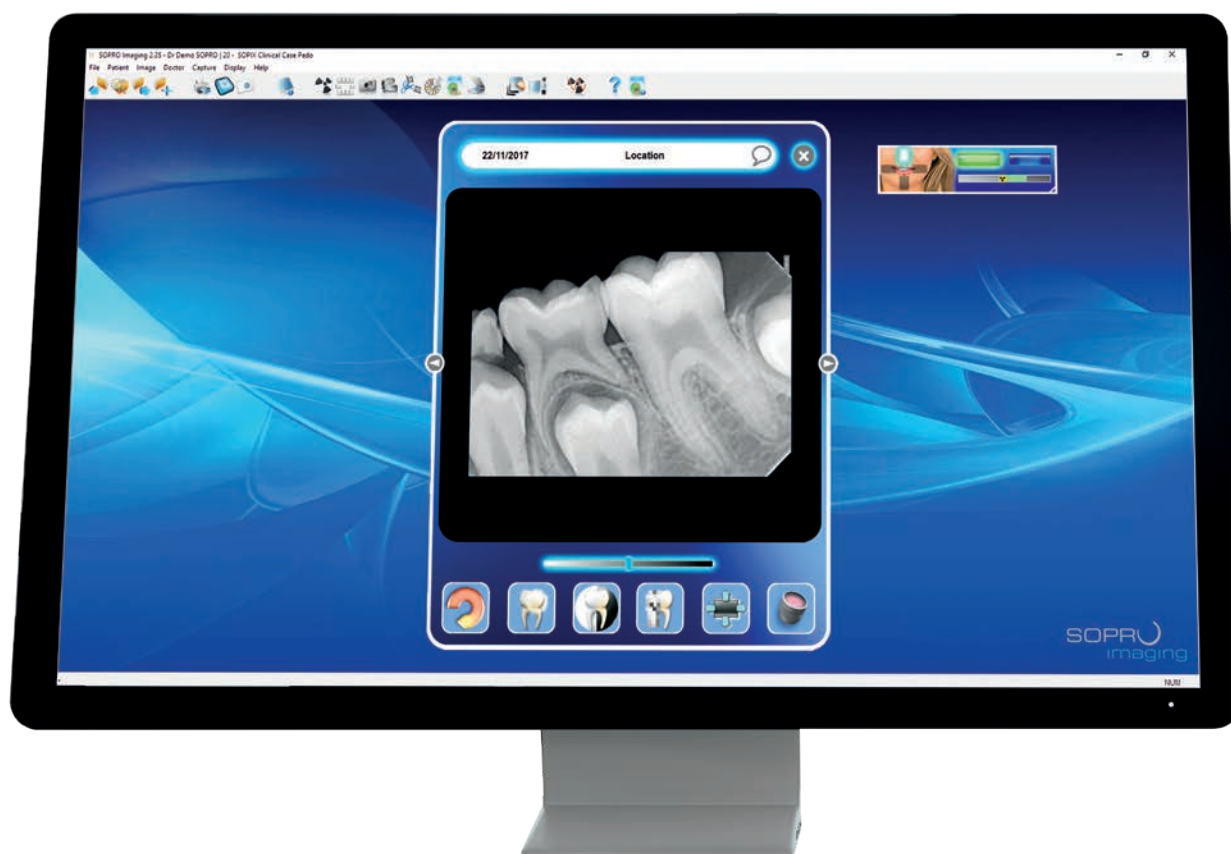 SOPRO Imaging 2.25 - Dr Demo SOPRO | 20 - SOPIX Clinical Case Pedo
File Patient Image Doctor Capture Display Help
22/11/2017 Location
SOPRO
imaging
NUM